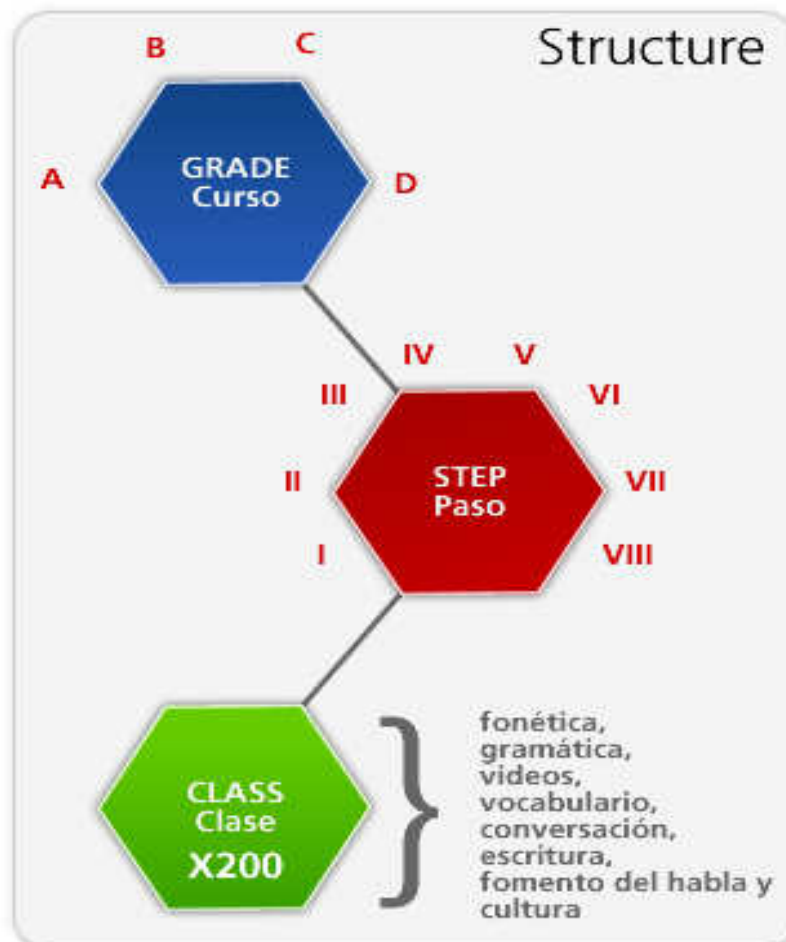 Structure
B
C
A
GRADE
Curso
D
IV
V
III
VI
II
STEP
Paso
VII
I
VIII
CLASS
Clase
X200
fonética,
gramática,
videos,
vocabulario,
conversación,
escritura,
fomento del habla y
cultura